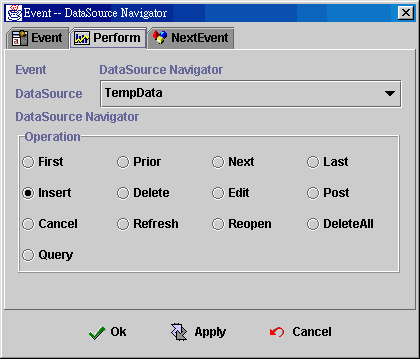 Event -- DataSource Navigator
Event Perform NextEvent
Event DataSource Navigator
DataSource TempData
DataSource Navigator
Operation
First Prior Next Last
Insert Delete Edit Post
Cancel Refresh Reopen DeleteAll
Query
Ok Apply Cancel